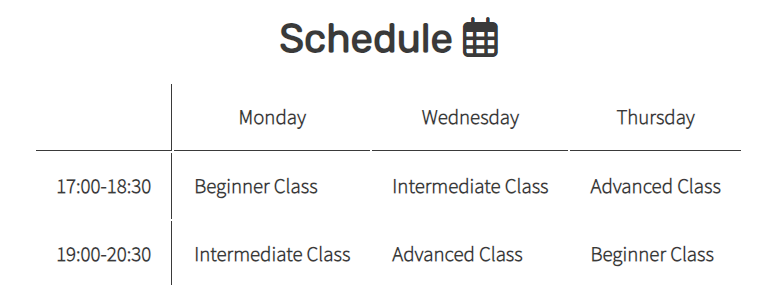 Schedule
Monday Wednesday Thursday
17:00-18:30 Beginner Class Intermediate Class Advanced Class
19:00-20:30 Intermediate Class Advanced Class Beginner Class